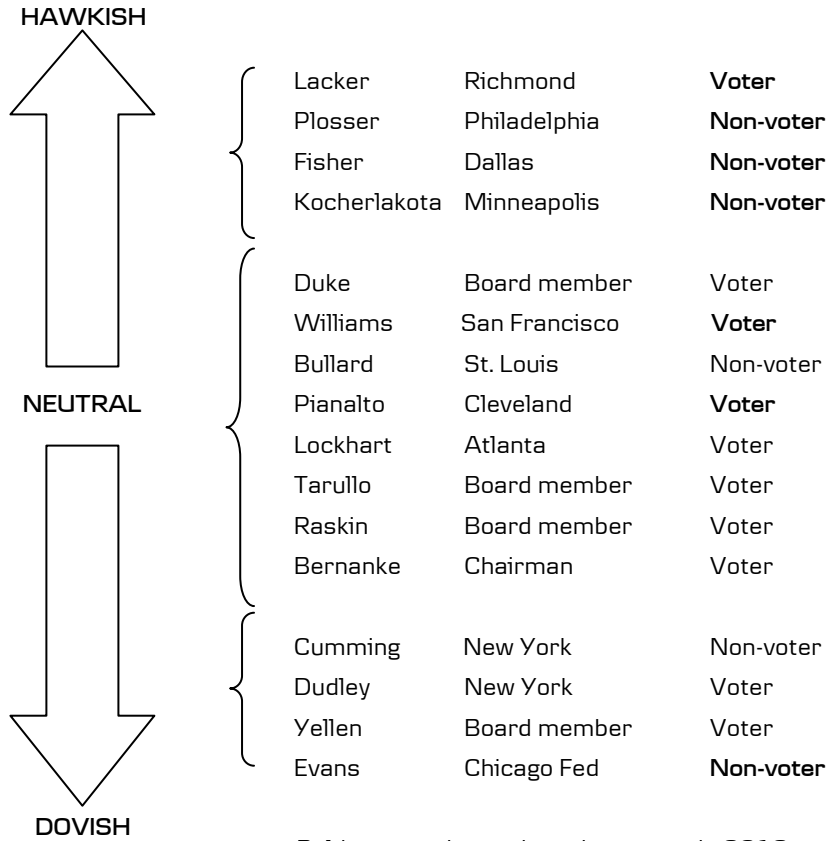 HAWKISH
Lacker Richmond Voter
Plosser Philadelphia Non-voter
Fisher Dallas Non-voter
Kocherlakota Minneapolis Non-voter
Duke Board member Voter
Williams San Francisco Voter
Bullard St. Louis Non-voter
NEUTRAL Pianalto Cleveland Voter
Lockhart Atlanta Voter
Tarullo Board member Voter
Raskin Board member Voter
Bernanke Chairman Voter
Cumming New York Non-voter
Dudley New York Voter
Yellen Board member Voter
Evans Chicago Fed Non-voter
DOVISH